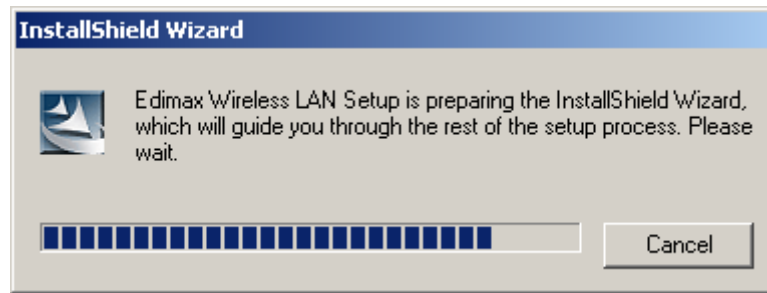 InstallShield Wizard
Edimax Wireless LAN Setup is preparing the InstallShield Wizard,
which will guide you through the rest of the setup process. Please
wait.
Cancel